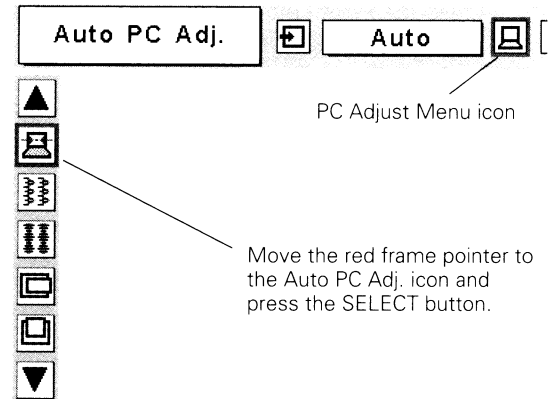 Auto PC Adj.
Auto
PC Adjust Menu icon
Move the red frame pointer to
the Auto PC Adj. icon and
press the SELECT button.